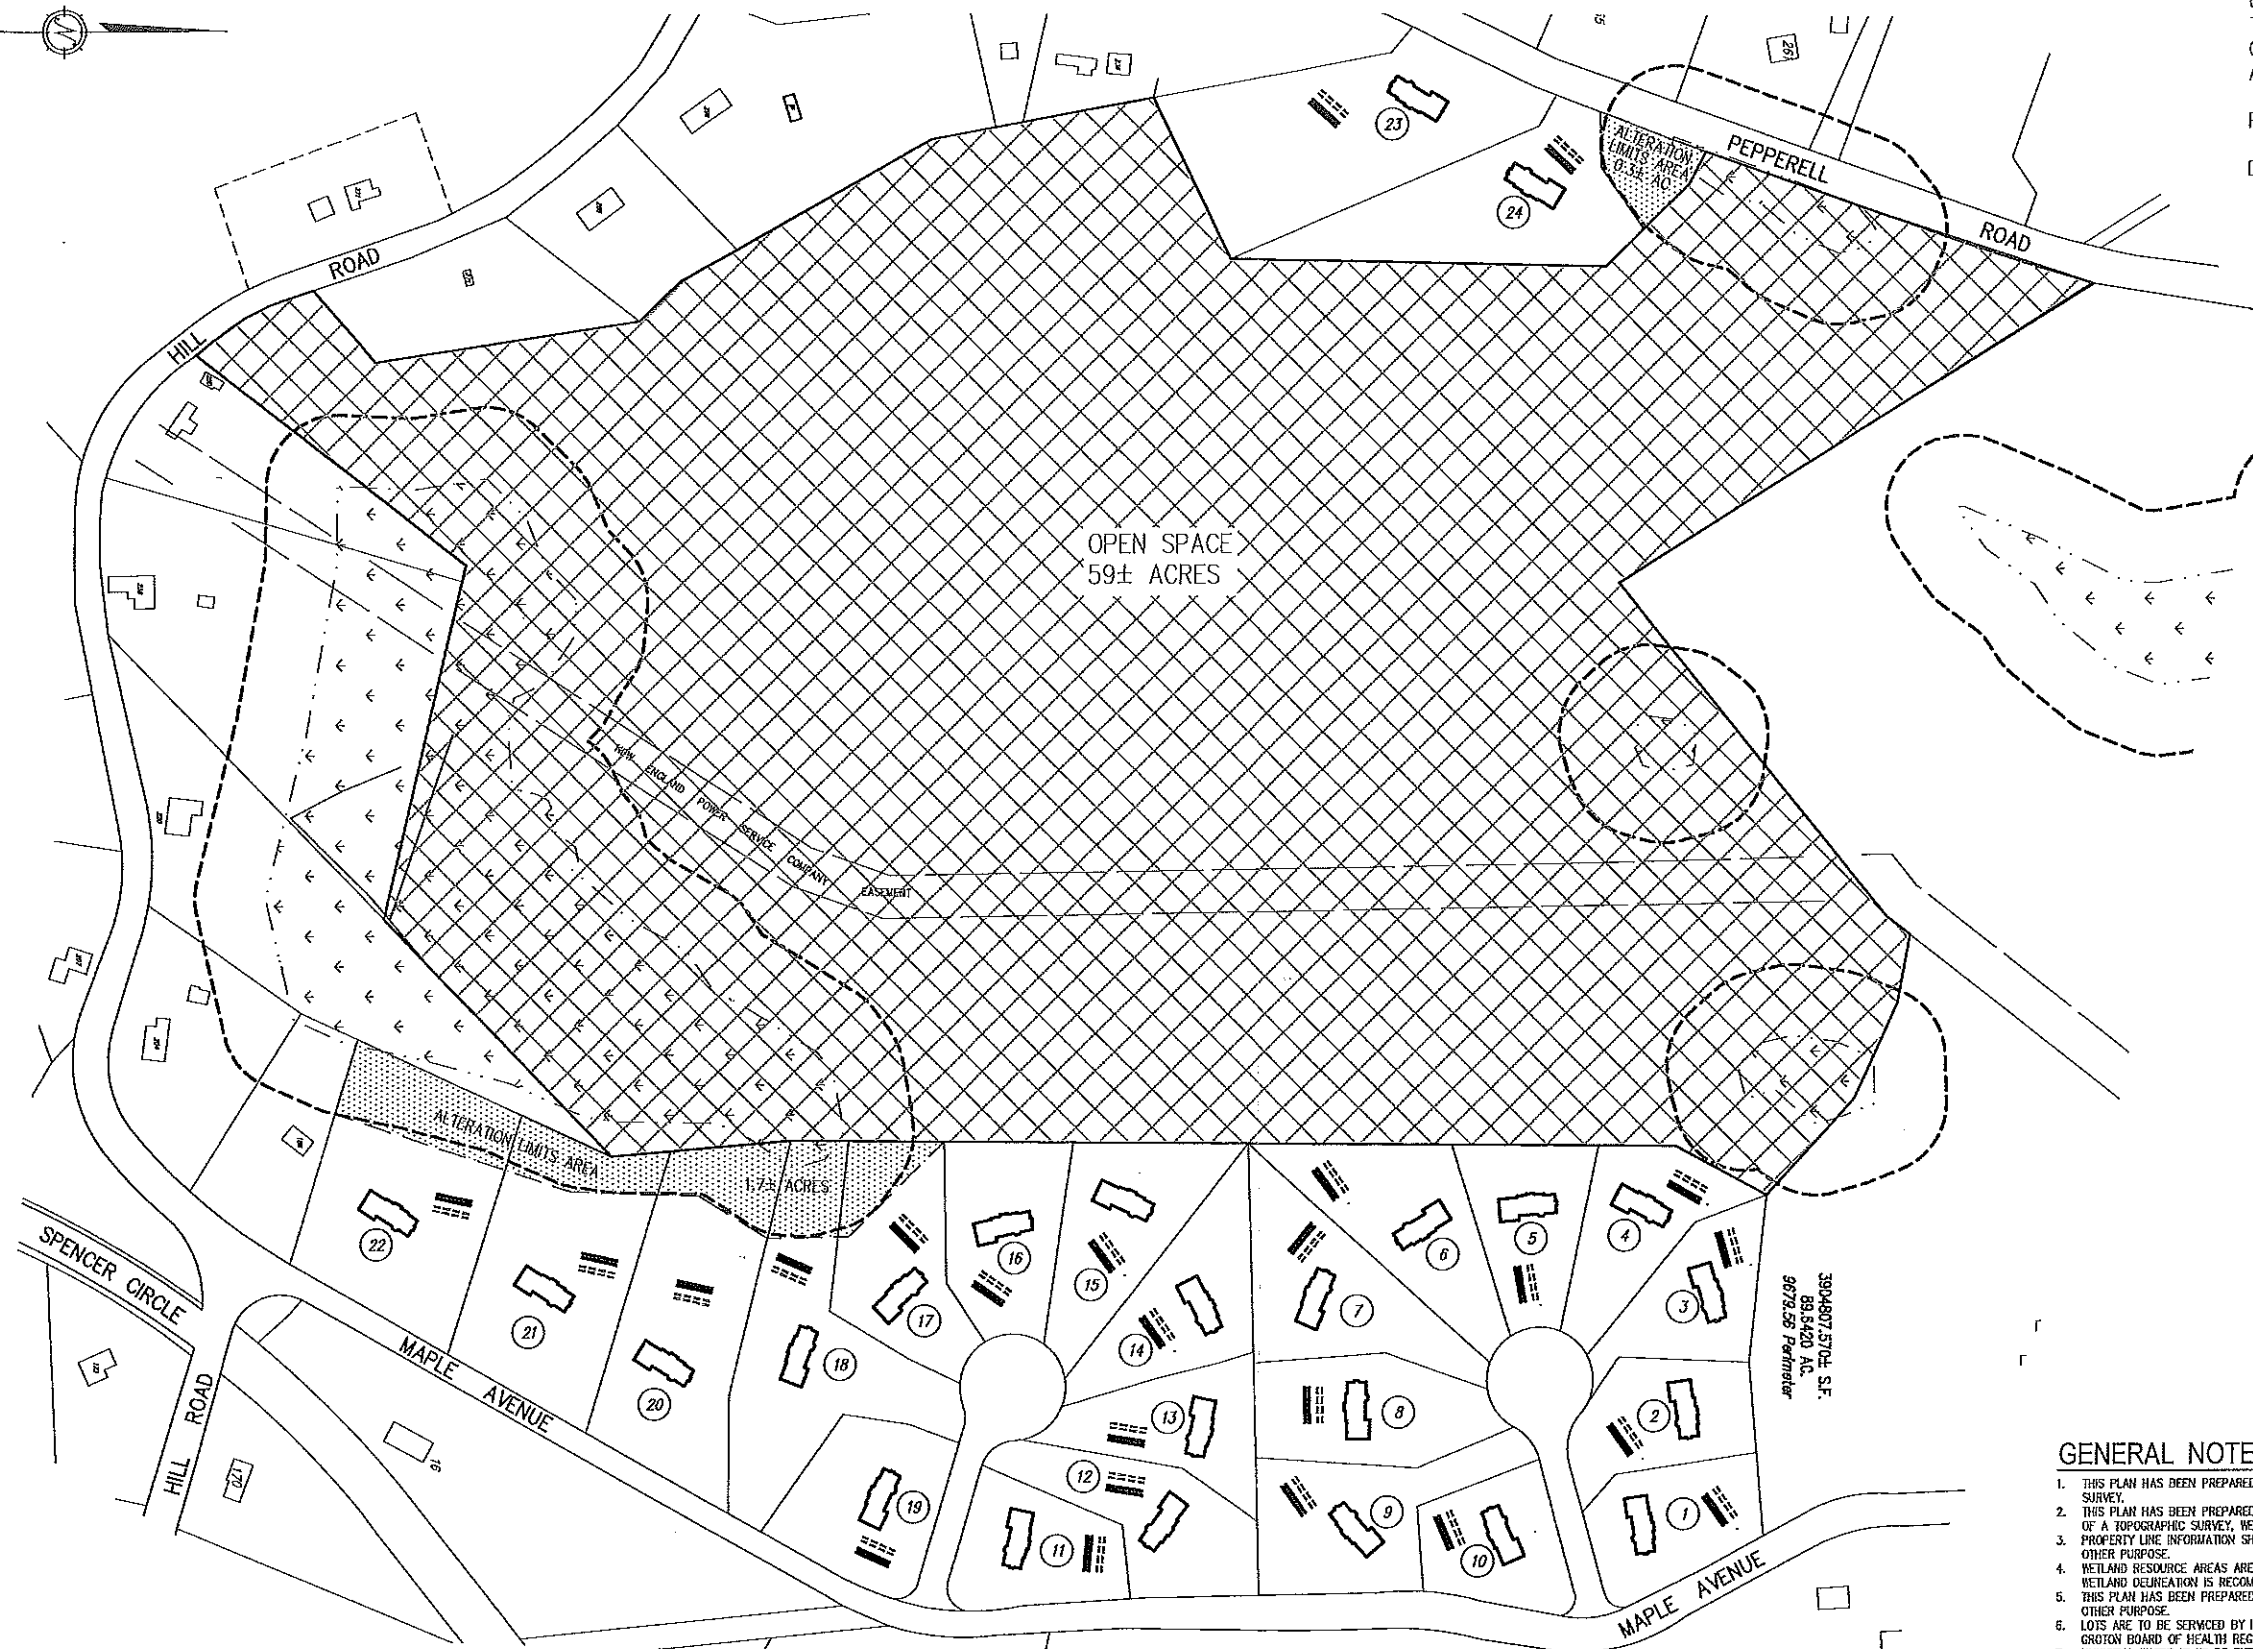 261
23
ALTERATION
LIMITS AREA
0.3± AC.
PEPPERELL
ROAD
24
ROAD
HILL
OPEN SPACE
59± ACRES
NEW ENGLAND POWER SERVICE COMPANY EASEMENT
ALTERATION LIMITS AREA
1.7± ACRES
22
21
20
18
17
16
15
14
13
12
11
19
7
6
5
4
3
8
2
9
10
1
3904807.5701± S.F.
89.6420 AC.
9679.56 Perimeter
SPENCER CIRCLE
MAPLE AVENUE
HILL ROAD
170
16
MAPLE AVENUE
GENERAL NOTE
1. THIS PLAN HAS BEEN PREPARED
SURVEY.
2. THIS PLAN HAS BEEN PREPARED
OF A TOPOGRAPHIC SURVEY, WE
3. PROPERTY LINE INFORMATION SH
OTHER PURPOSE.
4. WETLAND RESOURCE AREAS ARE
WETLAND DELINEATION IS RECOM
5. THIS PLAN HAS BEEN PREPARED
OTHER PURPOSE.
6. LOTS ARE TO BE SERVICED BY I
GROTON BOARD OF HEALTH REG